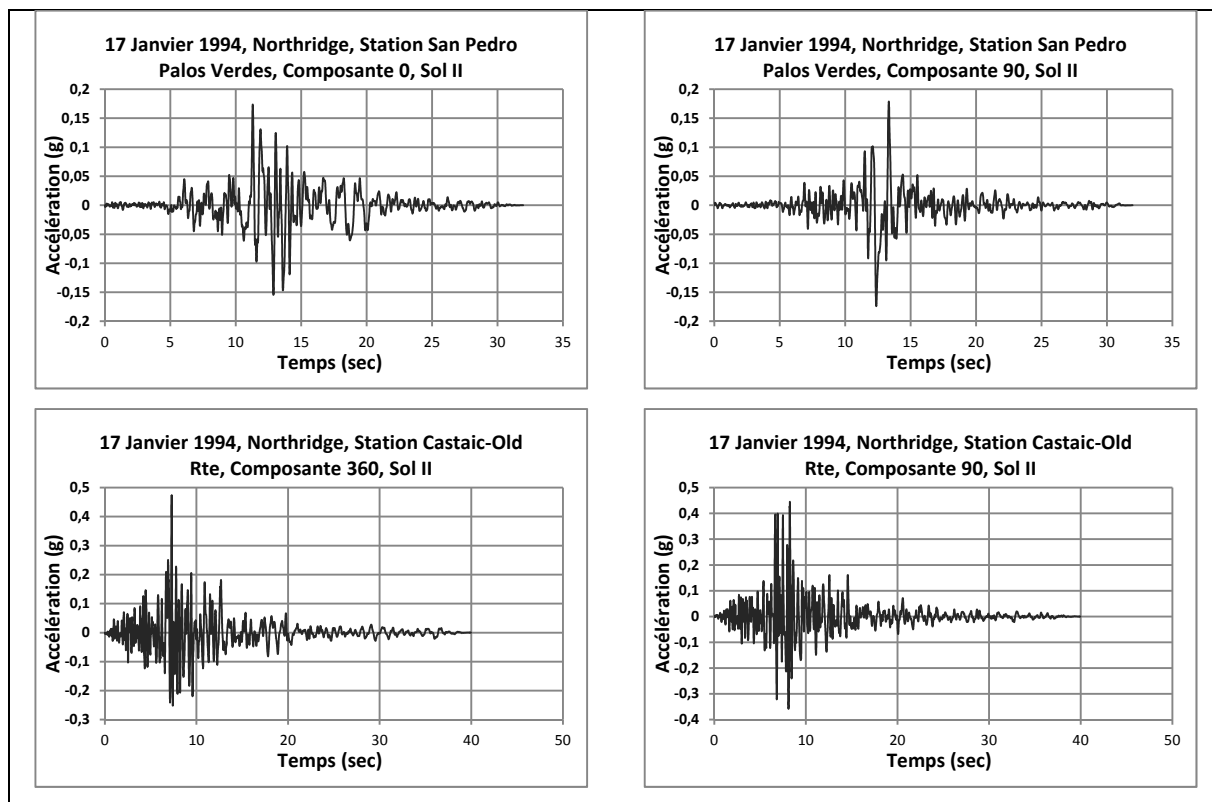 17 Janvier 1994, Northridge, Station San Pedro
Palos Verdes, Composante 0, Sol II
Accélération (g)
0,2
0,15
0,1
0,05
0
-0,05
-0,1
-0,15
-0,2
0 5 10 15 20 25 30 35
Temps (sec)
17 Janvier 1994, Northridge, Station San Pedro
Palos Verdes, Composante 90, Sol II
Accélération (g)
0,2
0,15
0,1
0,05
0
-0,05
-0,1
-0,15
-0,2
0 5 10 15 20 25 30 35
Temps (sec)
17 Janvier 1994, Northridge, Station Castaic-Old
Rte, Composante 360, Sol II
Accélération (g)
0,5
0,4
0,3
0,2
0,1
0
-0,1
-0,2
-0,3
0 10 20 30 40 50
Temps (sec)
17 Janvier 1994, Northridge, Station Castaic-Old
Rte, Composante 90, Sol II
Accélération (g)
0,5
0,4
0,3
0,2
0,1
0
-0,1
-0,2
-0,3
-0,4
0 10 20 30 40 50
Temps (sec)